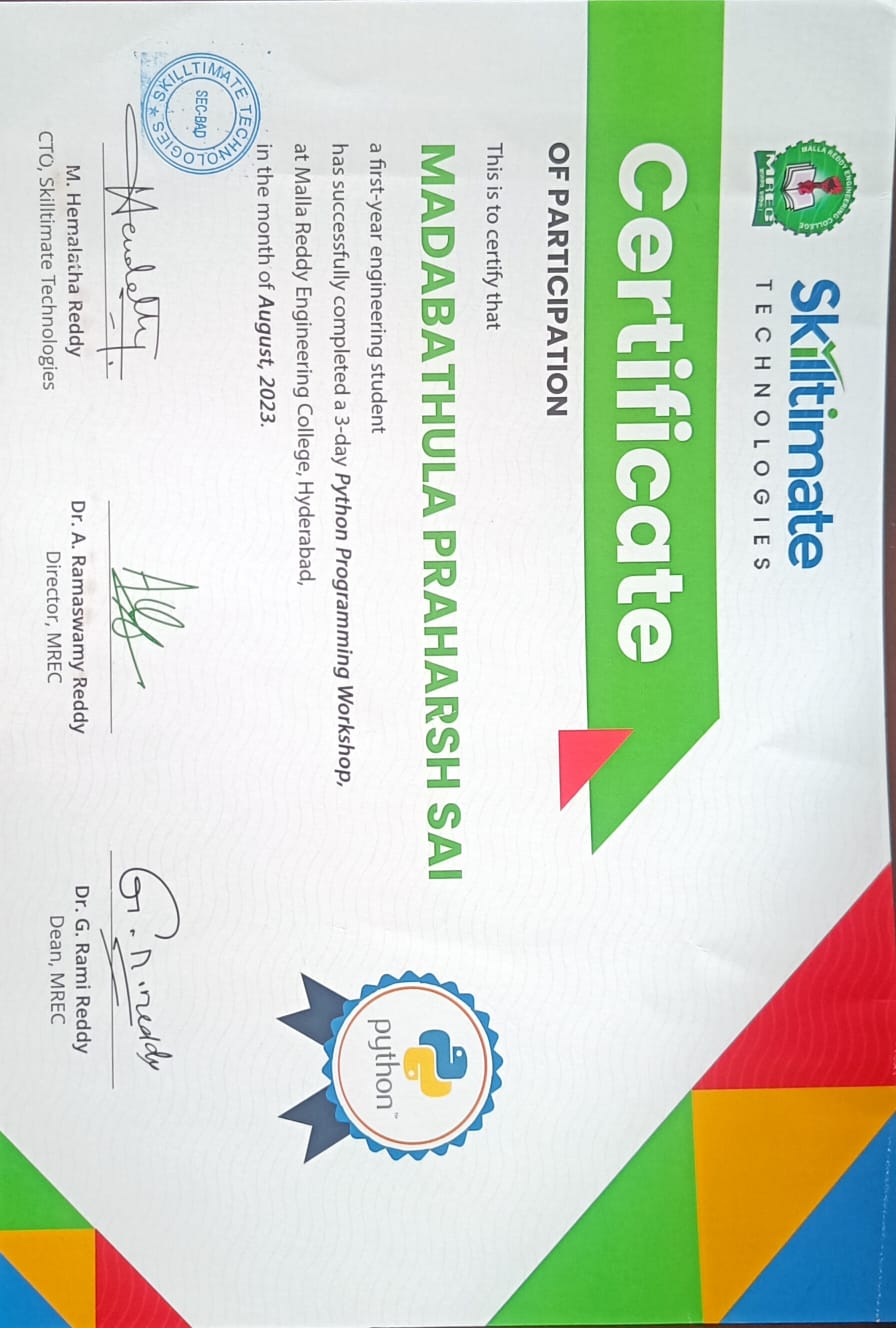 MALLA REDDY ENGINEERING COLLEGE
MREC
Skilltimate
TECHNOLOGIES
Certificate
OF PARTICIPATION
This is to certify that
MADABATHULA PRAHARSH SAI
a first-year engineering student
has successfully completed a 3-day Python Programming Workshop,
at Malla Reddy Engineering College, Hyderabad,
in the month of August, 2023.
python™
SKILLTIMATE TECHNOLOGIES
SEC-BAD
G. R. reddy
M. Hemalatha Reddy
CTO, Skilltimate Technologies
Dr. A. Ramaswamy Reddy
Director, MREC
Dr. G. Rami Reddy
Dean, MREC